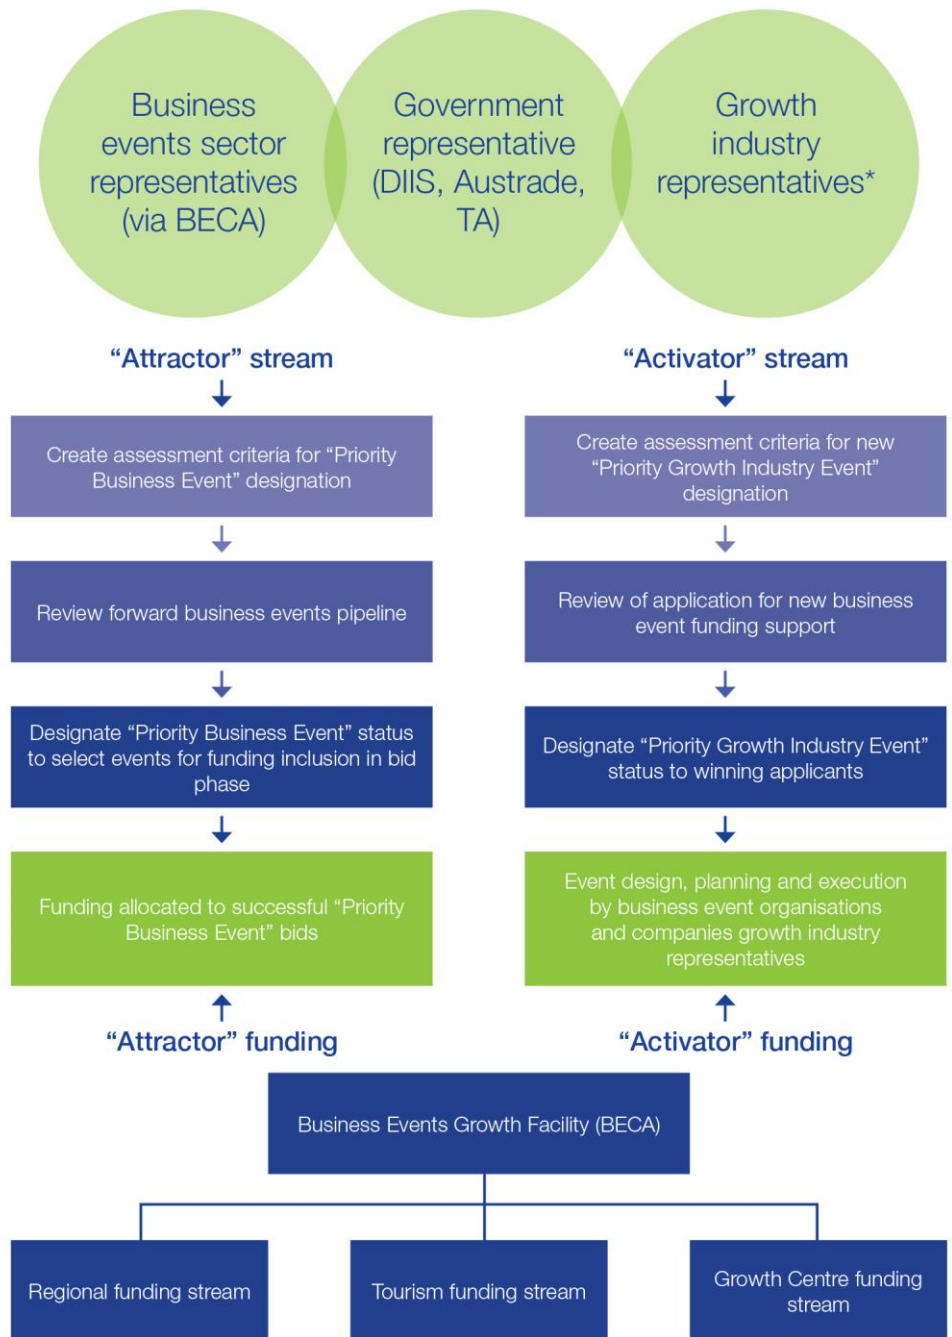 Business
events sector
representatives
(via BECA)
Government
representative
(DIIS, Austrade,
TA)
Growth
industry
representatives*
“Attractor” stream
Create assessment criteria for “Priority
Business Event” designation
Review forward business events pipeline
Designate “Priority Business Event” status
to select events for funding inclusion in bid
phase
Funding allocated to successful “Priority
Business Event” bids
“Attractor” funding
“Activator” stream
Create assessment criteria for new
“Priority Growth Industry Event”
designation
Review of application for new business
event funding support
Designate “Priority Growth Industry Event”
status to winning applicants
Event design, planning and execution
by business event organisations
and companies growth industry
representatives
“Activator” funding
Business Events Growth Facility (BECA)
Regional funding stream
Tourism funding stream
Growth Centre funding
stream